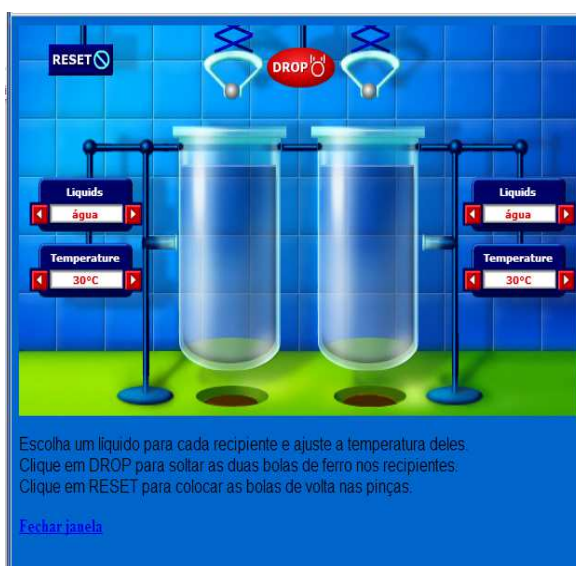 RESET
DROP
Liquids
água
Temperature
30°C
Liquids
água
Temperature
30°C
Escolha um líquido para cada recipiente e ajuste a temperatura deles.
Clique em DROP para soltar as duas bolas de ferro nos recipientes.
Clique em RESET para colocar as bolas de volta nas pinças.
Fechar janela